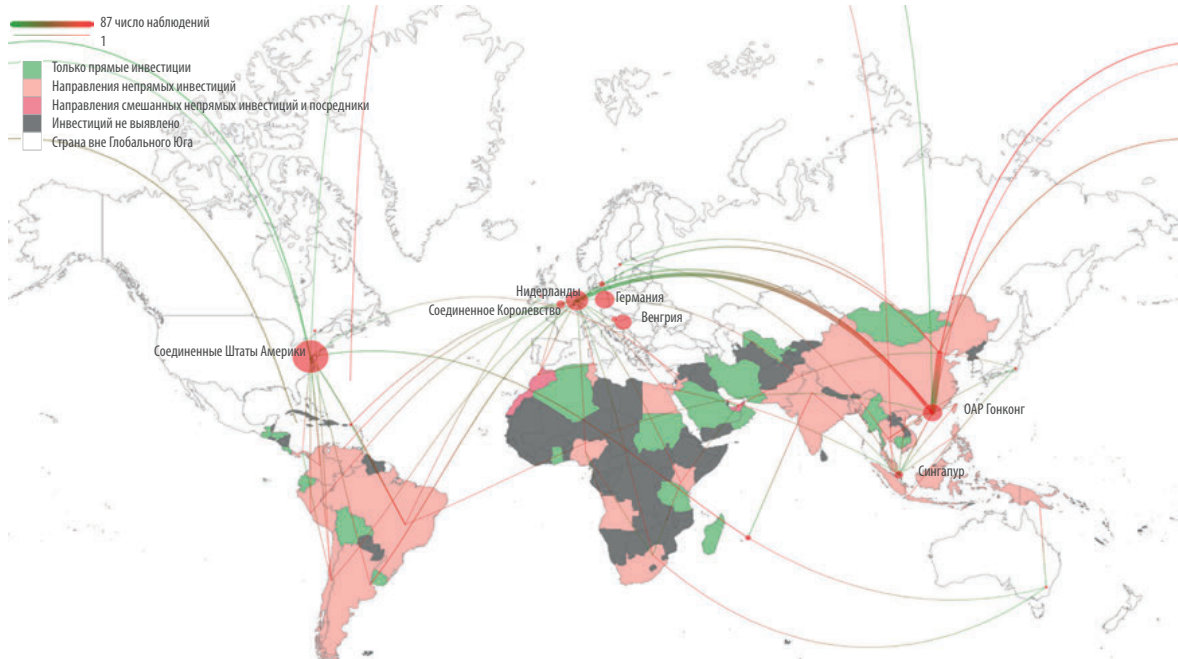 87 число наблюдений
1
Только прямые инвестиции
Направления непрямых инвестиций
Направления смешанных непрямых инвестиций и посредники
Инвестиций не выявлено
Страна вне Глобального Юга
Нидерланды
Германия
Соединенное Королевство
Венгрия
Соединенные Штаты Америки
ОАР Гонконг
Сингапур